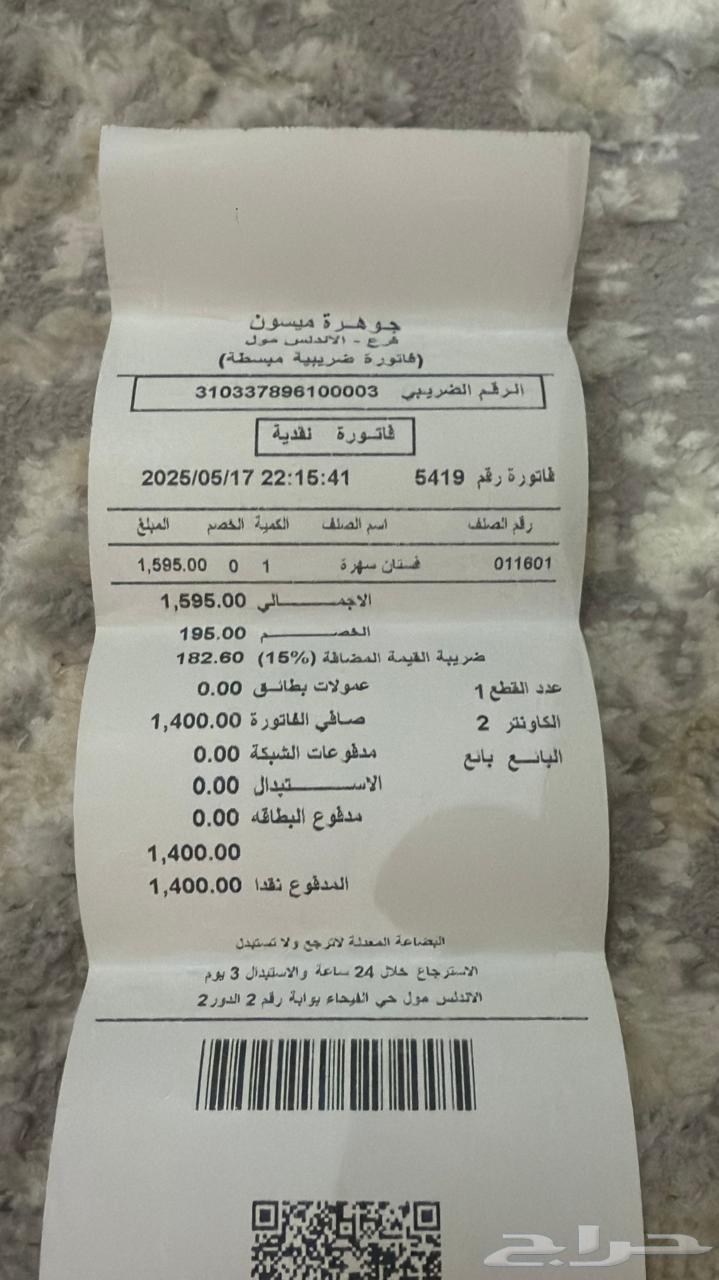 جوهرة ميسون
فرع - الاندلس مول
(فاتورة ضريبية مبسطة)
الرقم الضريبي 310337896100003
فاتورة نقدية
فاتورة رقم 5419 2025/05/17 22:15:41
رقم الصنف اسم الصنف الكمية الخصم المبلغ
011601 فستان سهرة 1 0 1,595.00
الاجمالي 1,595.00
الخصم 195.00
ضريبة القيمة المضافة (15%) 182.60
عدد القطع 1 عمولات بطائق 0.00
الكاونتر 2 صافي الفاتورة 1,400.00
البائع بائع مدفوعات الشبكة 0.00
الاستبدال 0.00
مدفوع البطاقه 0.00
1,400.00
المدفوع نقدا 1,400.00
البضاعة المعدلة لاترجع ولا تستبدل
الاسترجاع خلال 24 ساعة والاستبدال 3 يوم
الاندلس مول حي الفيحاء بوابة رقم 2 الدور2
حراج